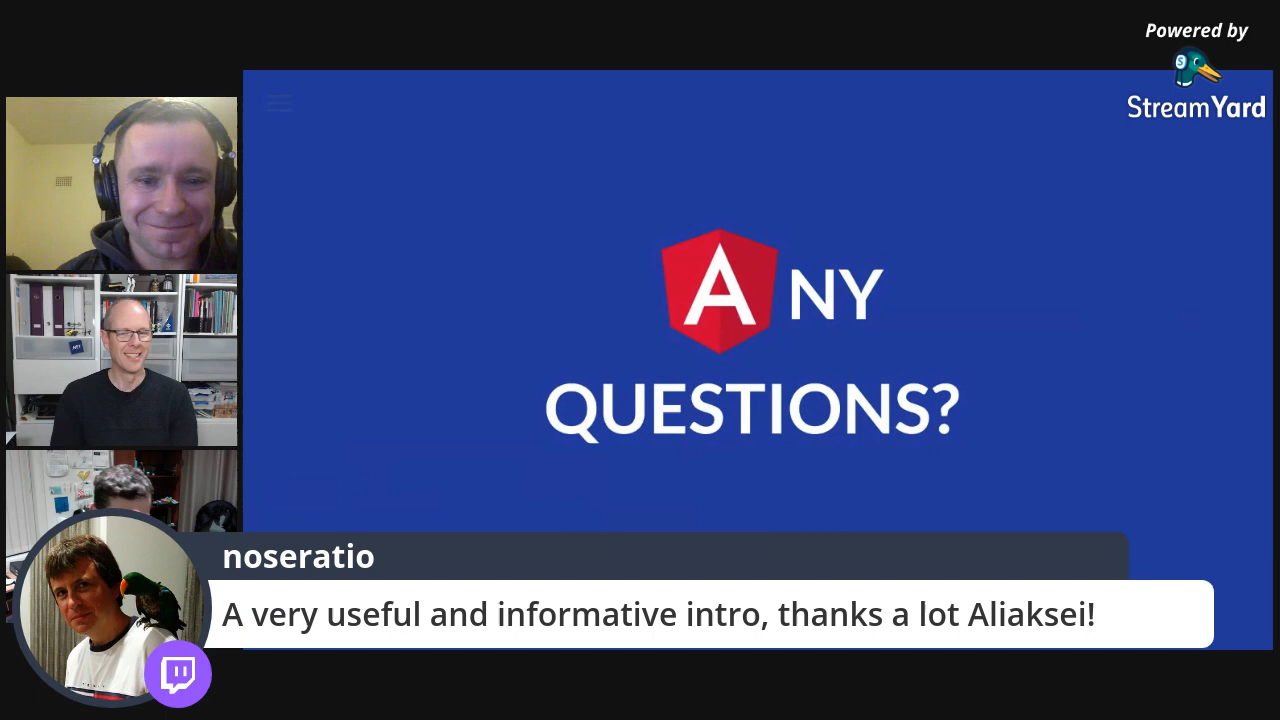 Powered by
StreamYard
A NY
QUESTIONS?
noseratio
A very useful and informative intro, thanks a lot Aliaksei!